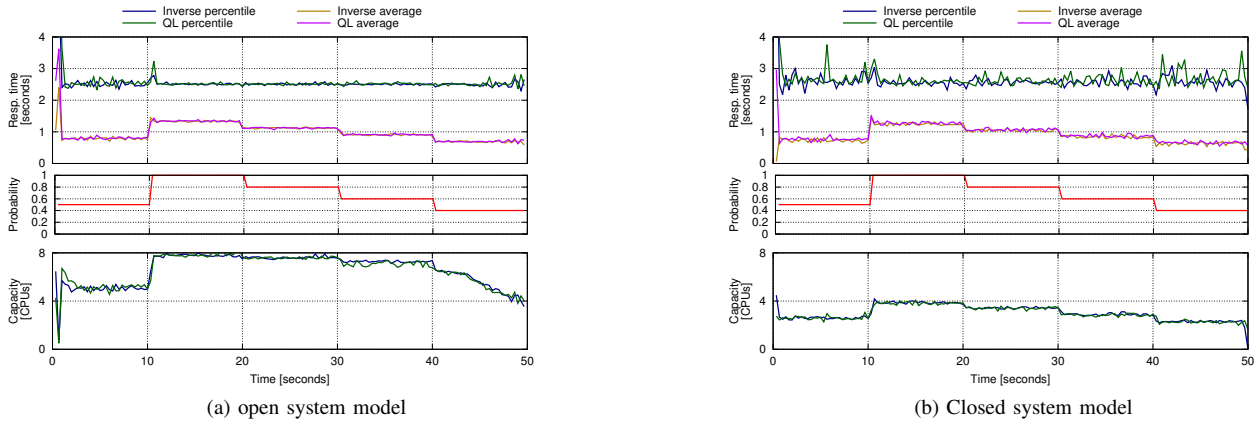 Inverse percentile
QL percentile
Inverse average
QL average
Resp. time
[seconds]
4
3
2
1
0
Probability
1
0.8
0.6
0.4
0.2
0
Capacity
[CPUs]
8
4
0
0 10 20 30 40 50
Time [seconds]
(a) open system model
Inverse percentile
QL percentile
Inverse average
QL average
Resp. time
[seconds]
4
3
2
1
0
Probability
1
0.8
0.6
0.4
0.2
0
Capacity
[CPUs]
8
4
0
0 10 20 30 40 50
Time [seconds]
(b) Closed system model